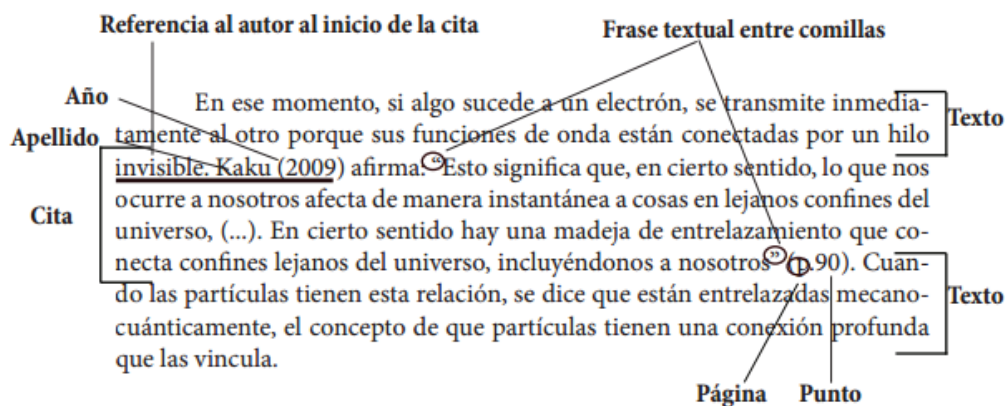 Referencia al autor al inicio de la cita
Frase textual entre comillas
Año
Apellido
Cita
En ese momento, si algo sucede a un electrón, se transmite inmedia-
tamente al otro porque sus funciones de onda están conectadas por un hilo
invisible. Kaku (2009) afirma: “Esto significa que, en cierto sentido, lo que nos
ocurre a nosotros afecta de manera instantánea a cosas en lejanos confines del
universo, (...). En cierto sentido hay una madeja de entrelazamiento que co-
necta confines lejanos del universo, incluyéndonos a nosotros” (p.90). Cuan-
do las partículas tienen esta relación, se dice que están entrelazadas mecano-
cuánticamente, el concepto de que partículas tienen una conexión profunda
que las vincula.
Texto
Texto
Página
Punto